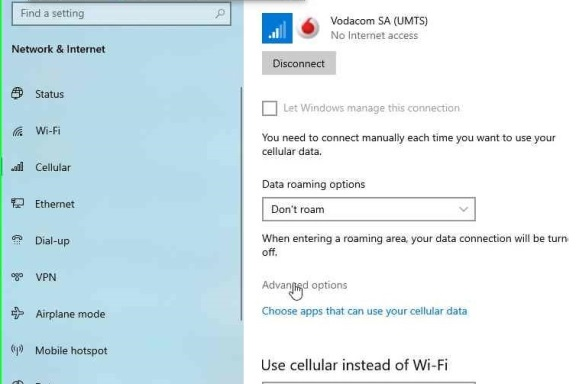 Find a setting
Network & Internet
Status
Wi-Fi
Cellular
Ethernet
Dial-up
VPN
Airplane mode
Mobile hotspot
Vodacom SA (UMTS)
No Internet access
Disconnect
Let Windows manage this connection
You need to connect manually each time you want to use your
cellular data.
Data roaming options
Don't roam
When entering a roaming area, your data connection will be turn
off.
Advanced options
Choose apps that can use your cellular data
Use cellular instead of Wi-Fi